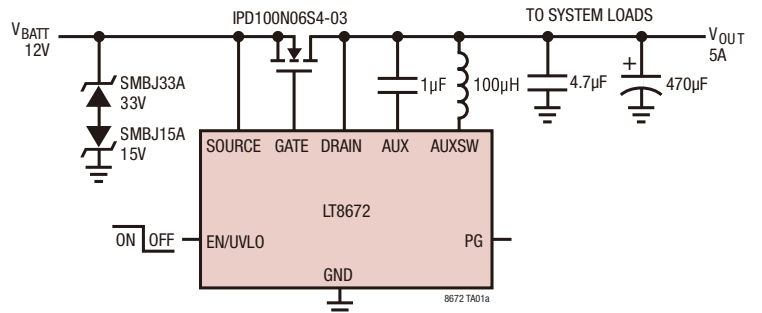 IPD100N06S4-03
TO SYSTEM LOADS
VBATT
12V
VOUT
5A
SMBJ33A
33V
SMBJ15A
15V
1µF
100µH
4.7µF
+
470µF
SOURCE GATE DRAIN AUX AUXSW
LT8672
ON OFF
EN/UVLO
PG
GND
8672 TA01a